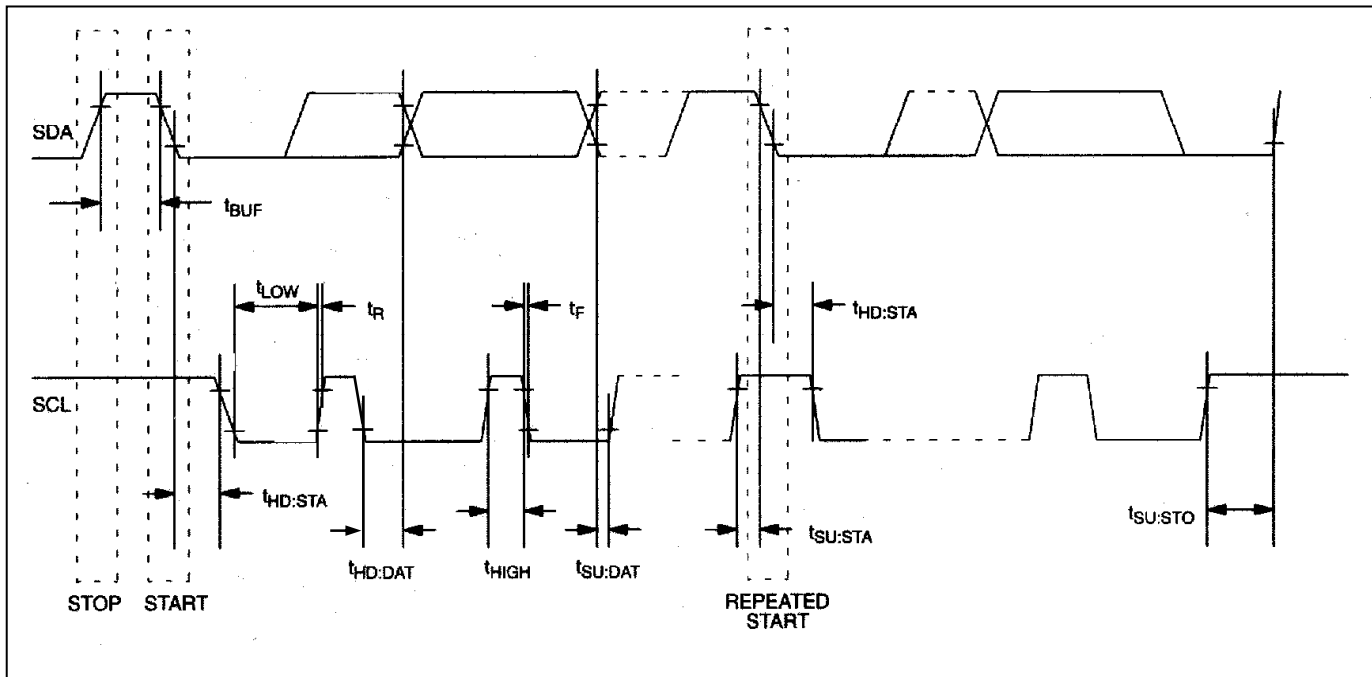 SDA
tBUF
tLOW
tR
tF
tHD:STA
SCL
tHD:STA
tSU:STA
tSU:STO
tHD:DAT
tHIGH
tSU:DAT
STOP
START
REPEATED
START